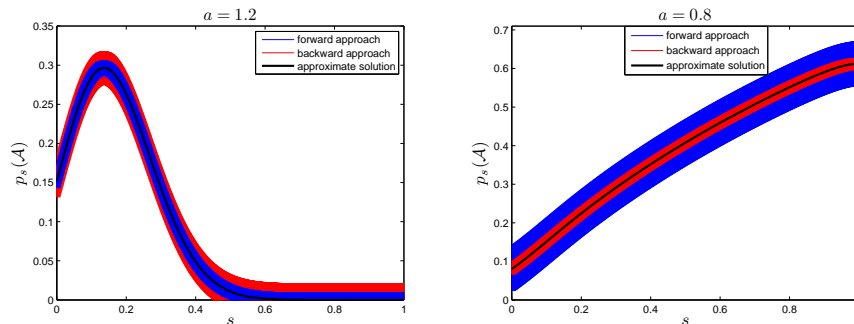 a = 1.2
0.35
0.3
0.25
0.2
0.15
0.1
0.05
0
p_s(𝒜)
forward approach
backward approach
approximate solution
0 0.2 0.4 0.6 0.8 1
s
a = 0.8
0.7
0.6
0.5
0.4
0.3
0.2
0.1
0
p_s(𝒜)
forward approach
backward approach
approximate solution
0 0.2 0.4 0.6 0.8
s